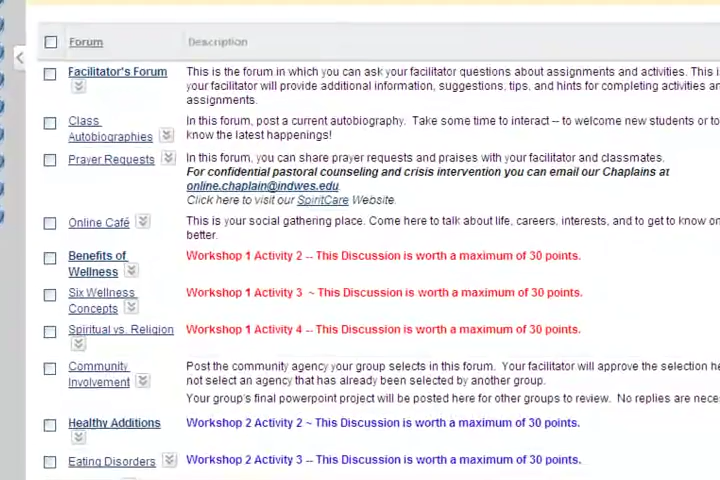 Forum Description
Facilitator's Forum This is the forum in which you can ask your facilitator questions about assignments and activities. This is
your facilitator will provide additional information, suggestions, tips, and hints for completing activities an
assignments.
Class In this forum, post a current autobiography. Take some time to interact -- to welcome new students or to
Autobiographies know the latest happenings!
Prayer Requests In this forum, you can share prayer requests and praises with your facilitator and classmates.
For confidential pastoral counseling and crisis intervention you can email our Chaplains at
online.chaplain@indwes.edu.
Click here to visit our SpiritCare Website.
Online Café This is your social gathering place. Come here to talk about life, careers, interests, and to get to know on
better.
Benefits of Workshop 1 Activity 2 -- This Discussion is worth a maximum of 30 points.
Wellness
Six Wellness Workshop 1 Activity 3 ~ This Discussion is worth a maximum of 30 points.
Concepts
Spiritual vs. Religion Workshop 1 Activity 4 -- This Discussion is worth a maximum of 30 points.
Community Post the community agency your group selects in this forum. Your facilitator will approve the selection he
Involvement not select an agency that has already been selected by another group.
Your group's final powerpoint project will be posted here for other groups to review. No replies are nece
Healthy Additions Workshop 2 Activity 2 ~ This Discussion is worth a maximum of 30 points.
Eating Disorders Workshop 2 Activity 3 -- This Discussion is worth a maximum of 30 points.